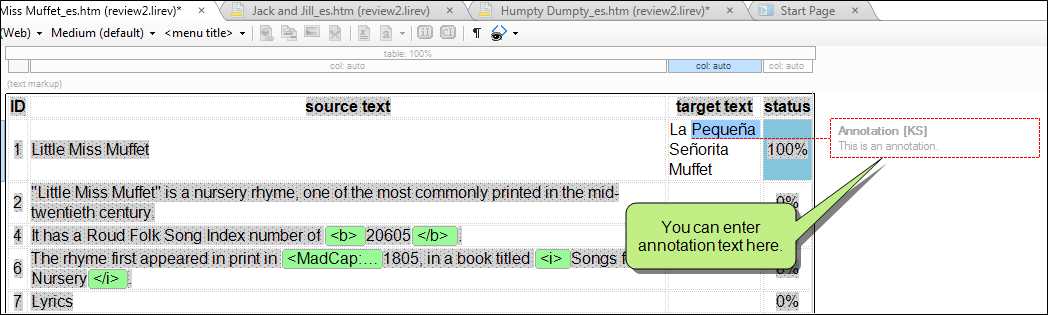 Miss Muffet_es.htm (review2.lirev)* Jack and Jill_es.htm (review2.lirev) Humpty Dumpty_es.htm (review2.lirev)* Start Page
(Web) Medium (default) <menu title>
table: 100%
col: auto col: auto col: auto
(text markup)
ID source text target text status
1 Little Miss Muffet La Pequeña Señorita Muffet 100%
Annotation [KS]
This is an annotation.
2 "Little Miss Muffet" is a nursery rhyme, one of the most commonly printed in the mid-
twentieth century. 0%
4 It has a Roud Folk Song Index number of <b> 20605 </b> .
6 The rhyme first appeared in print in <MadCap:... 1805, in a book titled <i> Songs
Nursery </i> . 0%
7 Lyrics 0%
You can enter
annotation text here.